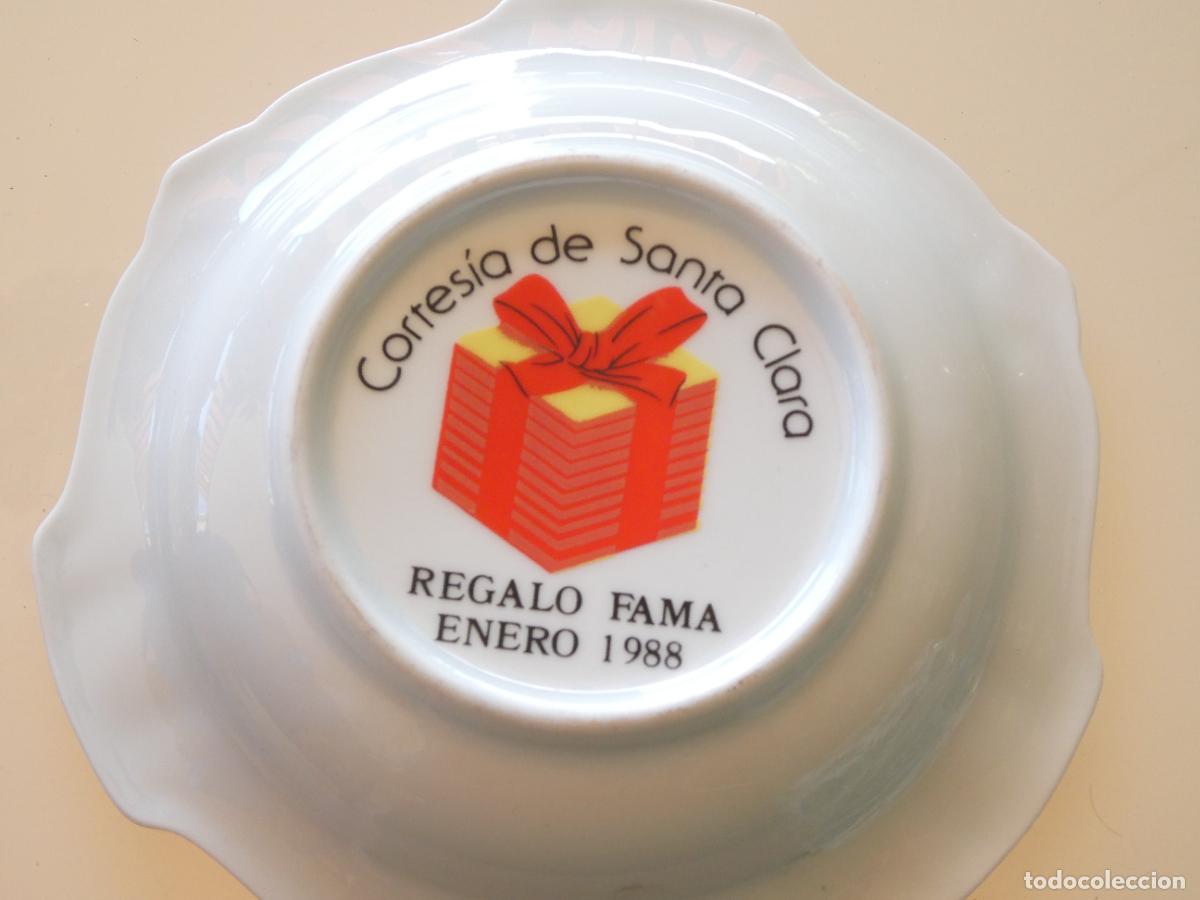 Cortesía de Santa Clara
REGALO FAMA
ENERO 1988
todocoleccion